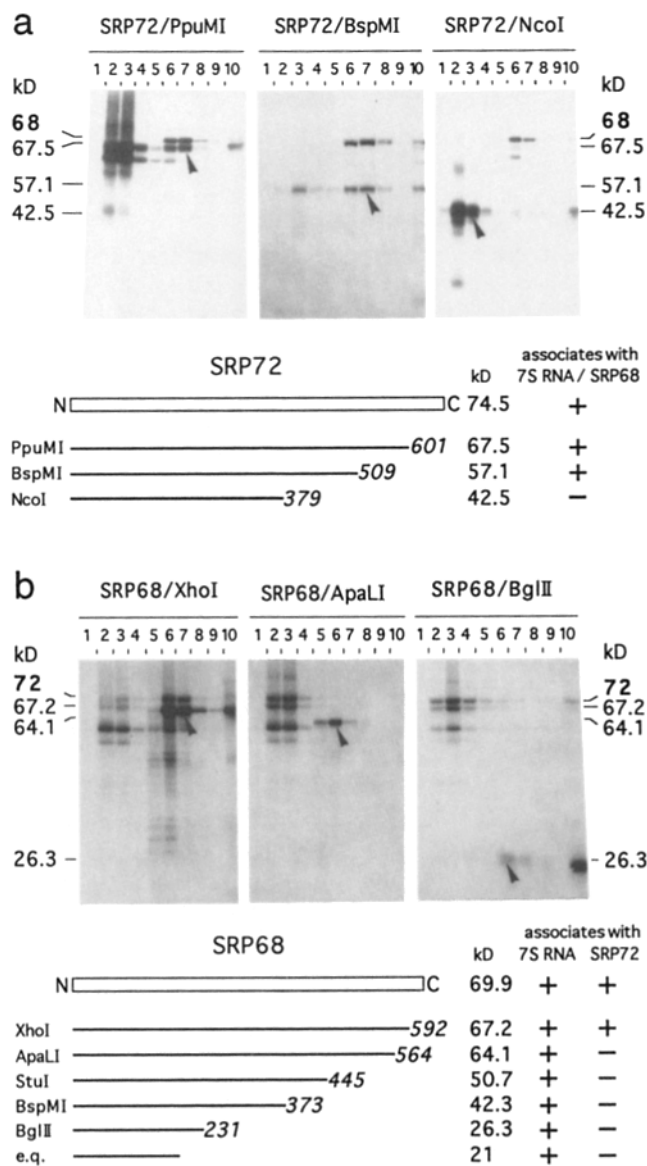 a
SRP72/PpuMI SRP72/BspMI SRP72/NcoI
1 2 3 4 5 6 7 8 9 10 1 2 3 4 5 6 7 8 9 10 1 2 3 4 5 6 7 8 9 10
kD kD
68 68
67.5 67.5
57.1 57.1
42.5 42.5
SRP72 associates with
kD 7S RNA / SRP68
N C 74.5 +
PpuMI 601 67.5 +
BspMI 509 57.1 +
NcoI 379 42.5 −
b
SRP68/XhoI SRP68/ApaLI SRP68/BglII
1 2 3 4 5 6 7 8 9 10 1 2 3 4 5 6 7 8 9 10 1 2 3 4 5 6 7 8 9 10
kD kD
72 72
67.2 67.2
64.1 64.1
26.3 26.3
SRP68 associates with
kD 7S RNA SRP72
N C 69.9 + +
XhoI 592 67.2 + +
ApaLI 564 64.1 + −
StuI 445 50.7 + −
BspMI 373 42.3 + −
BglII 231 26.3 + −
e.q. 21 + −